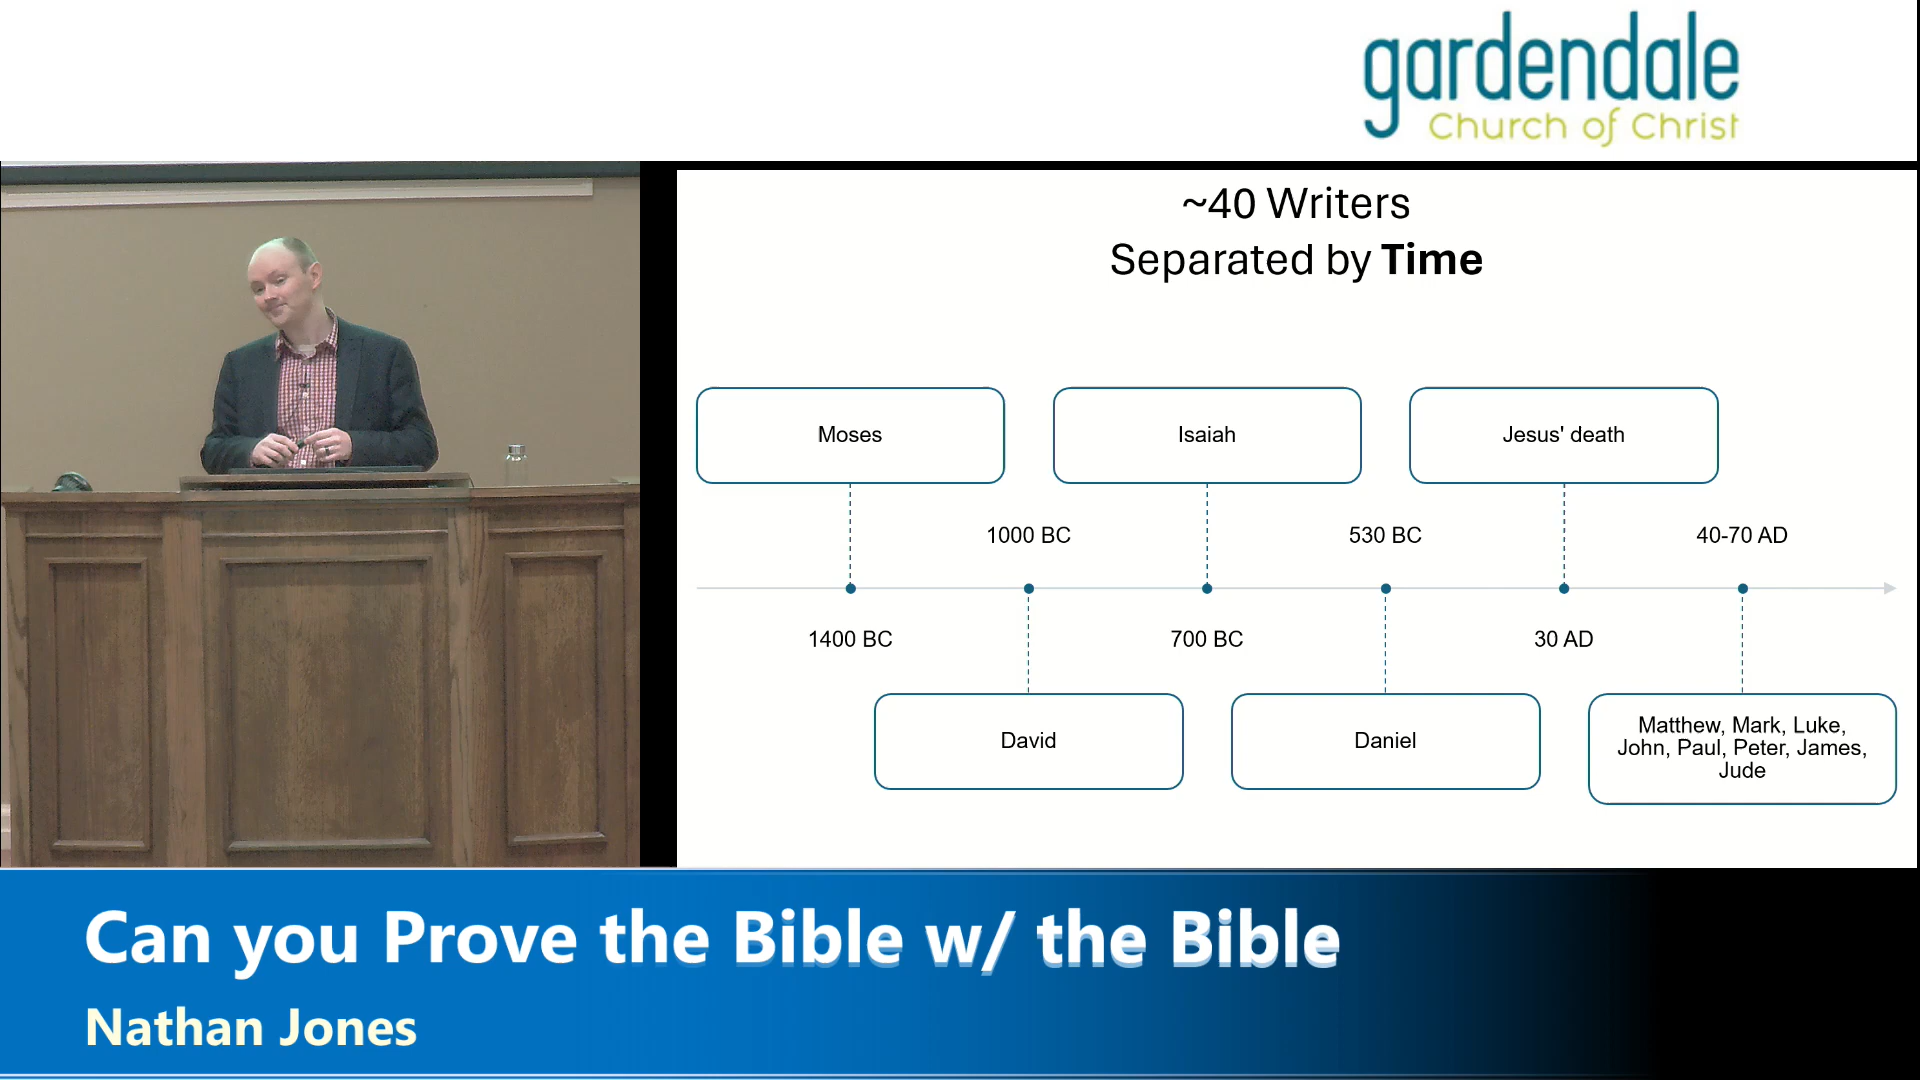 gardendale
Church of Christ
~40 Writers
Separated by Time
Moses
Isaiah
Jesus' death
1000 BC
530 BC
40-70 AD
1400 BC
700 BC
30 AD
David
Daniel
Matthew, Mark, Luke,
John, Paul, Peter, James,
Jude
Can you Prove the Bible w/ the Bible
Nathan Jones